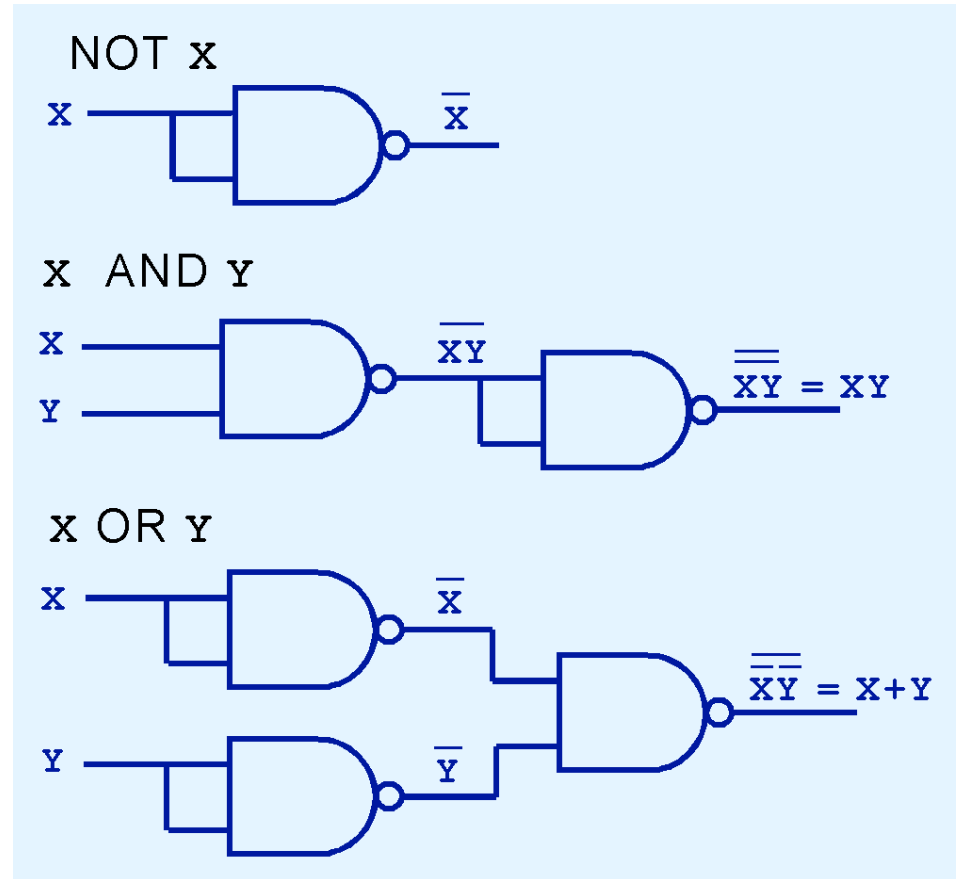 NOT X
X
X̅
X AND Y
X
X̅Y̅
X̿Y̿ = XY
Y
X OR Y
X
X̅
X̿Y̿ = X+Y
Y
Y̅